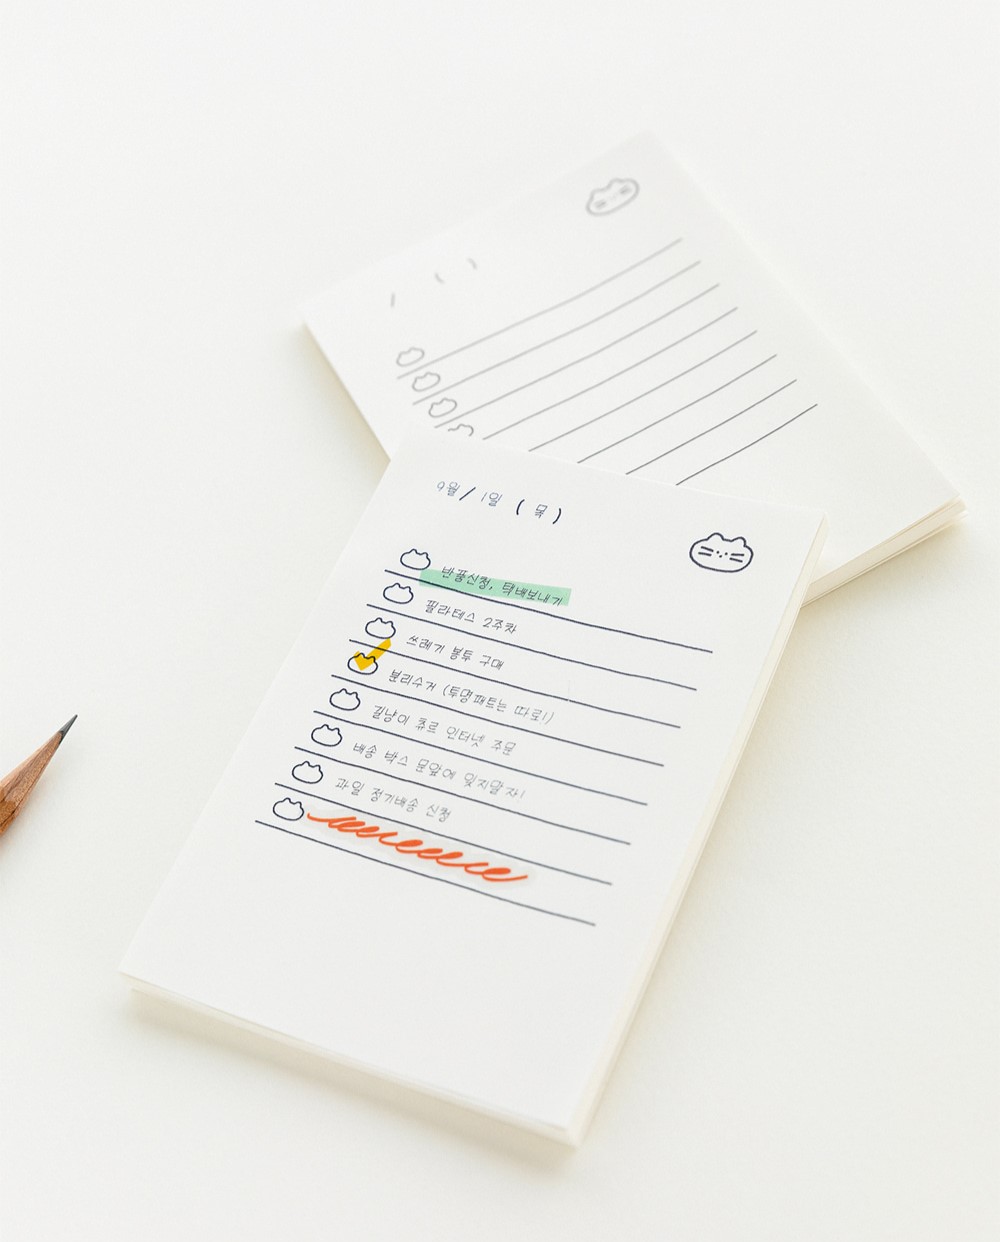 9월 / 1일 ( 목 )
반품신청, 택배보내기
필라테스 2주차
쓰레기 봉투 구매
분리수거 (투명패트는 따로!)
길냥이 츄르 인터넷 주문
배송 박스 문앞에 잊지말자!
과일 정기배송 신청